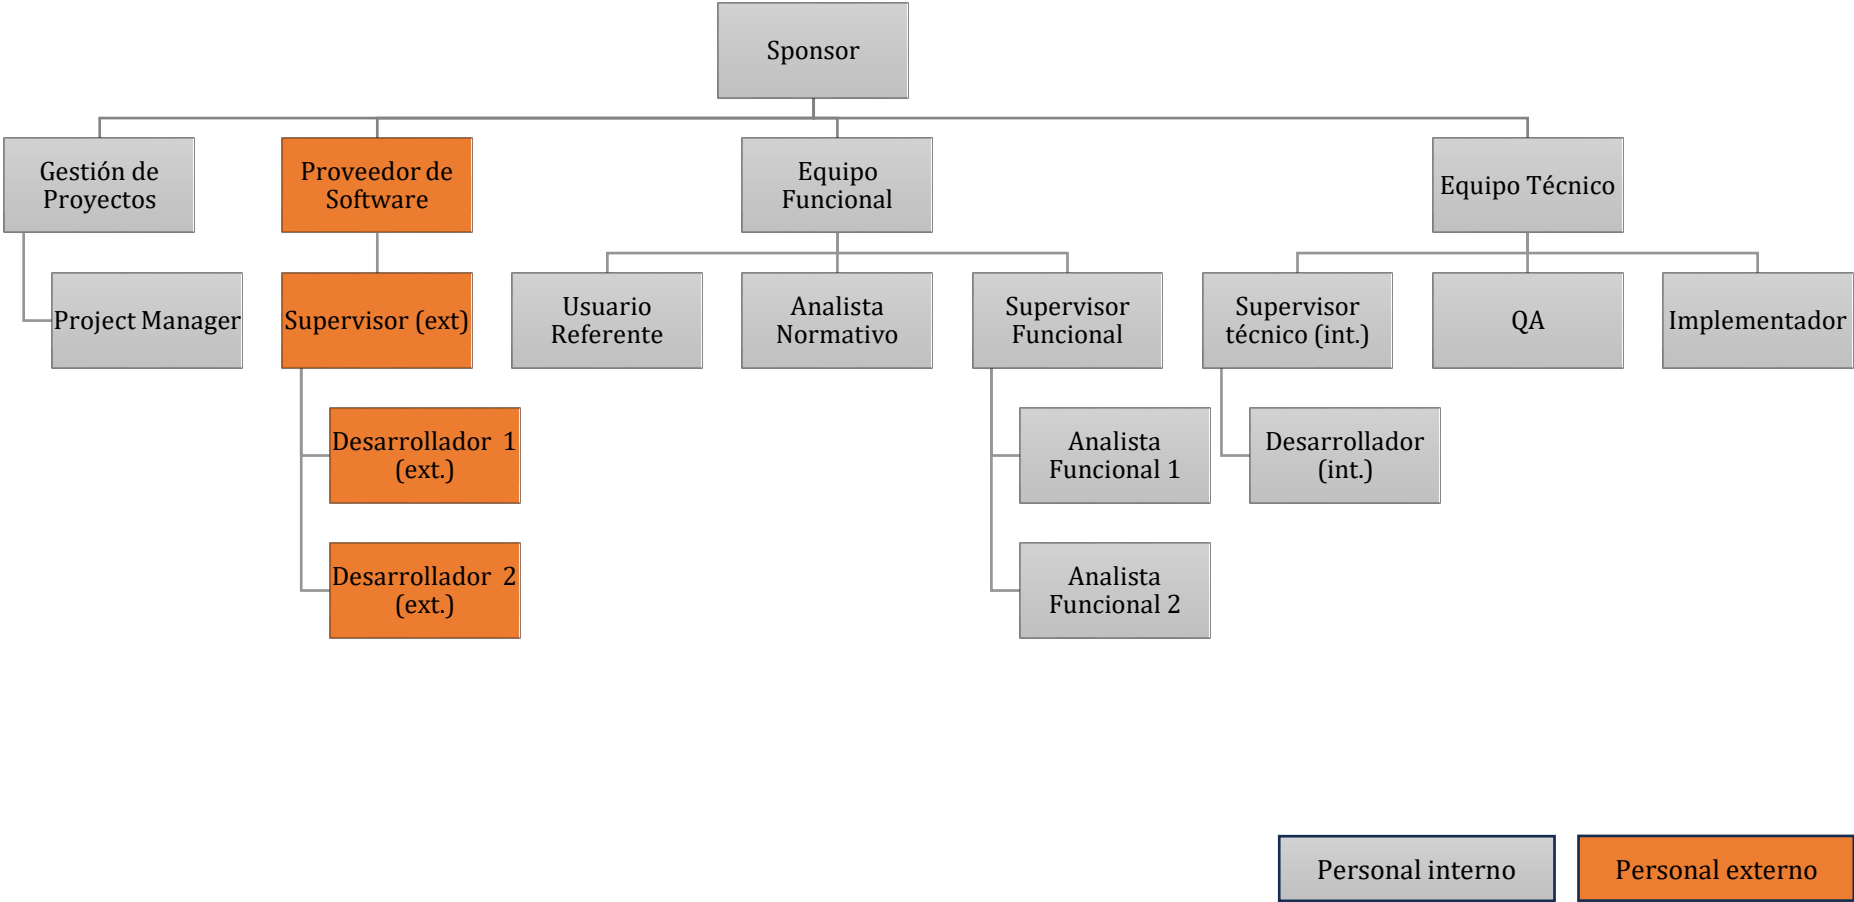 Sponsor
Gestión de
Proyectos
Proveedor de
Software
Equipo
Funcional
Equipo Técnico
Project Manager
Supervisor (ext)
Usuario
Referente
Analista
Normativo
Supervisor
Funcional
Supervisor
técnico (int.)
QA
Implementador
Desarrollador 1
(ext.)
Analista
Funcional 1
Desarrollador
(int.)
Desarrollador 2
(ext.)
Analista
Funcional 2
Personal interno
Personal externo